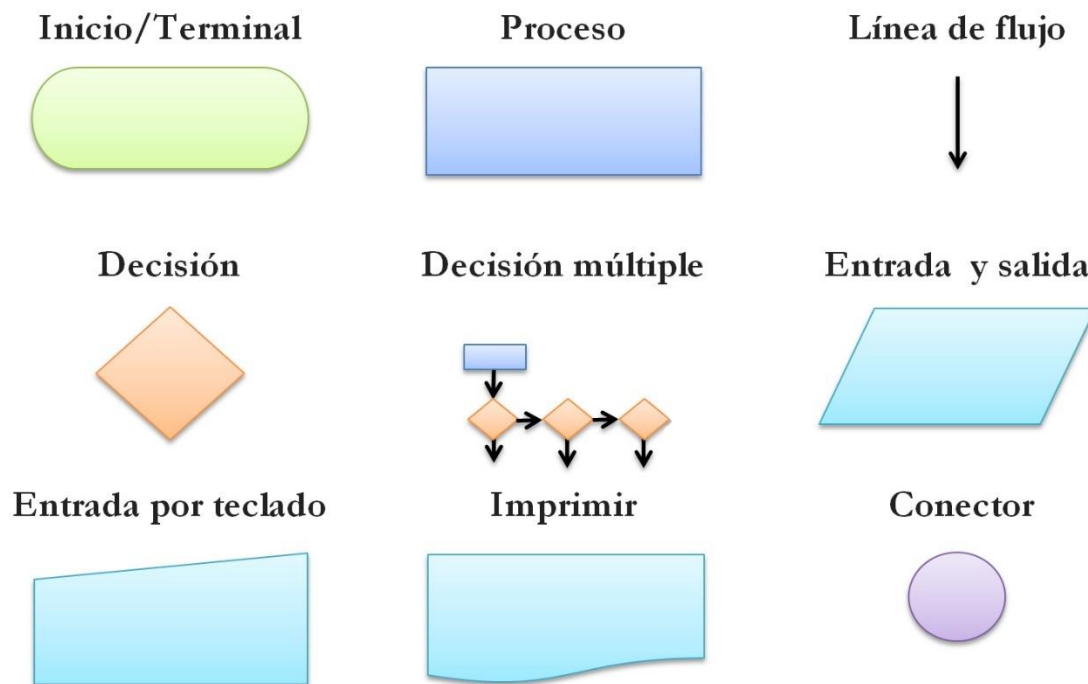 Inicio/Terminal
Proceso
Línea de flujo
Decisión
Decisión múltiple
Entrada y salida
Entrada por teclado
Imprimir
Conector